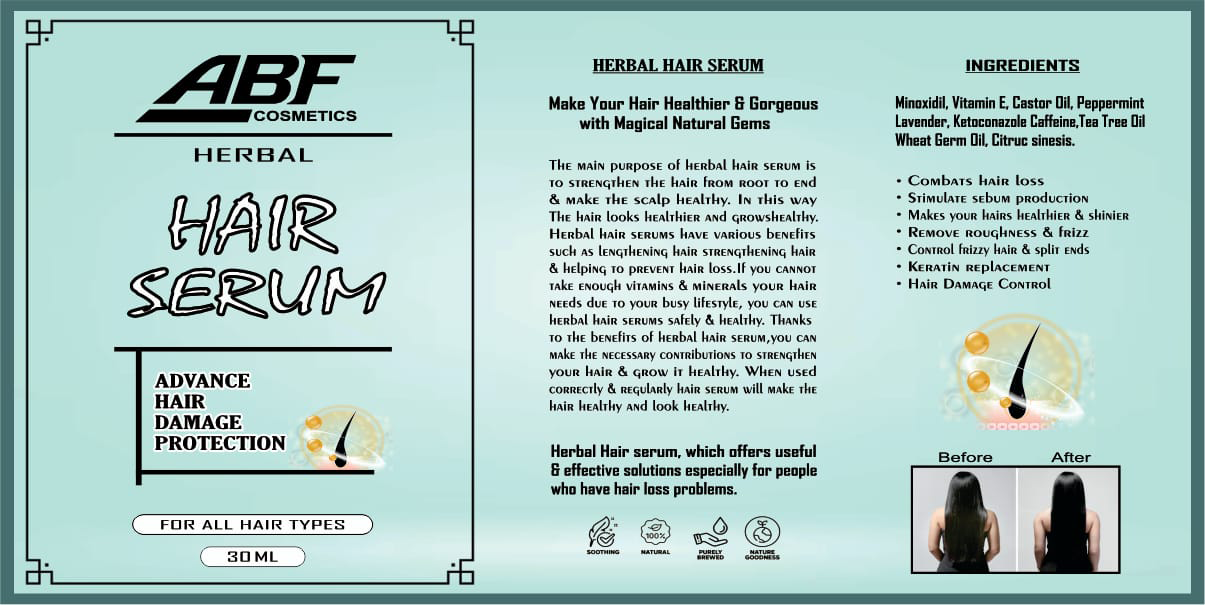 ABF
COSMETICS
HERBAL
HAIR
SERUM
ADVANCE
HAIR
DAMAGE
PROTECTION
FOR ALL HAIR TYPES
30 ML
HERBAL HAIR SERUM
Make Your Hair Healthier & Gorgeous
with Magical Natural Gems
The main purpose of herbal hair serum is
to strengthen the hair from root to end
& make the scalp healthy. In this way
The hair looks healthier and growshealthy.
Herbal hair serums have various benefits
such as lengthening hair strengthening hair
& helping to prevent hair loss.If you cannot
take enough vitamins & minerals your hair
needs due to your busy lifestyle, you can use
herbal hair serums safely & healthy. Thanks
to the benefits of herbal hair serum,you can
make the necessary contributions to strengthen
your hair & grow it healthy. When used
correctly & regularly hair serum will make the
hair healthy and look healthy.
Herbal Hair serum, which offers useful
& effective solutions especially for people
who have hair loss problems.
SOOTHING
100%
NATURAL
PURELY
BREWED
NATURE
GOODNESS
INGREDIENTS
Minoxidil, Vitamin E, Castor Oil, Peppermint
Lavender, Ketoconazole Caffeine,Tea Tree Oil
Wheat Germ Oil, Citruc sinesis.
• Combats hair loss
• Stimulate sebum production
• Makes your hairs healthier & shinier
• Remove roughness & frizz
• Control frizzy hair & split ends
• Keratin replacement
• Hair Damage Control
Before After